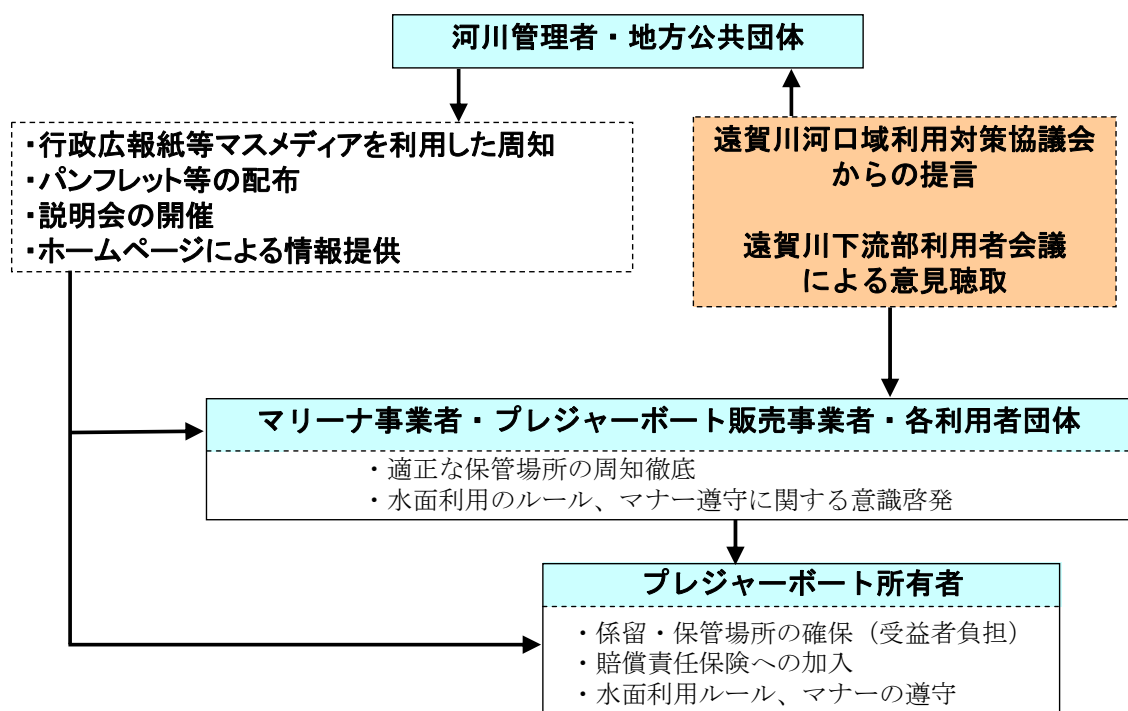 河川管理者・地方公共団体
・行政広報紙等マスメディアを利用した周知
・パンフレット等の配布
・説明会の開催
・ホームページによる情報提供
遠賀川河口域利用対策協議会
からの提言
遠賀川下流部利用者会議
による意見聴取
マリーナ事業者・プレジャーボート販売事業者・各利用者団体
・適正な保管場所の周知徹底
・水面利用のルール、マナー遵守に関する意識啓発
プレジャーボート所有者
・係留・保管場所の確保（受益者負担）
・賠償責任保険への加入
・水面利用ルール、マナーの遵守